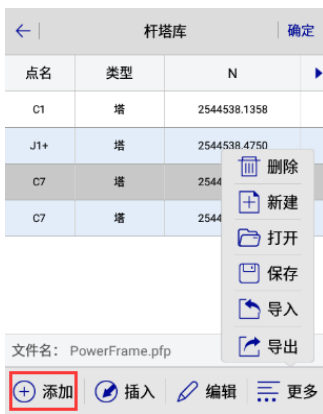 杆塔库 确定
点名 类型 N
C1 塔 2544538.1358
J1+ 塔 2544538.4750
C7 塔 2544
C7 塔 2544
删除
新建
打开
保存
导入
导出
文件名： PowerFrame.pfp
添加 插入 编辑 更多